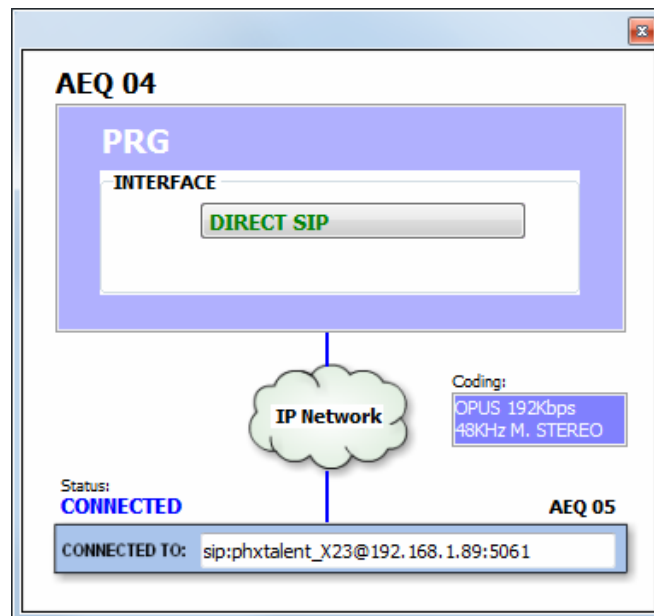 AEQ 04
PRG
INTERFACE
DIRECT SIP
IP Network
Coding:
OPUS 192Kbps
48KHz M. STEREO
Status:
CONNECTED
AEQ 05
CONNECTED TO: sip:phxtalent_X23@192.168.1.89:5061